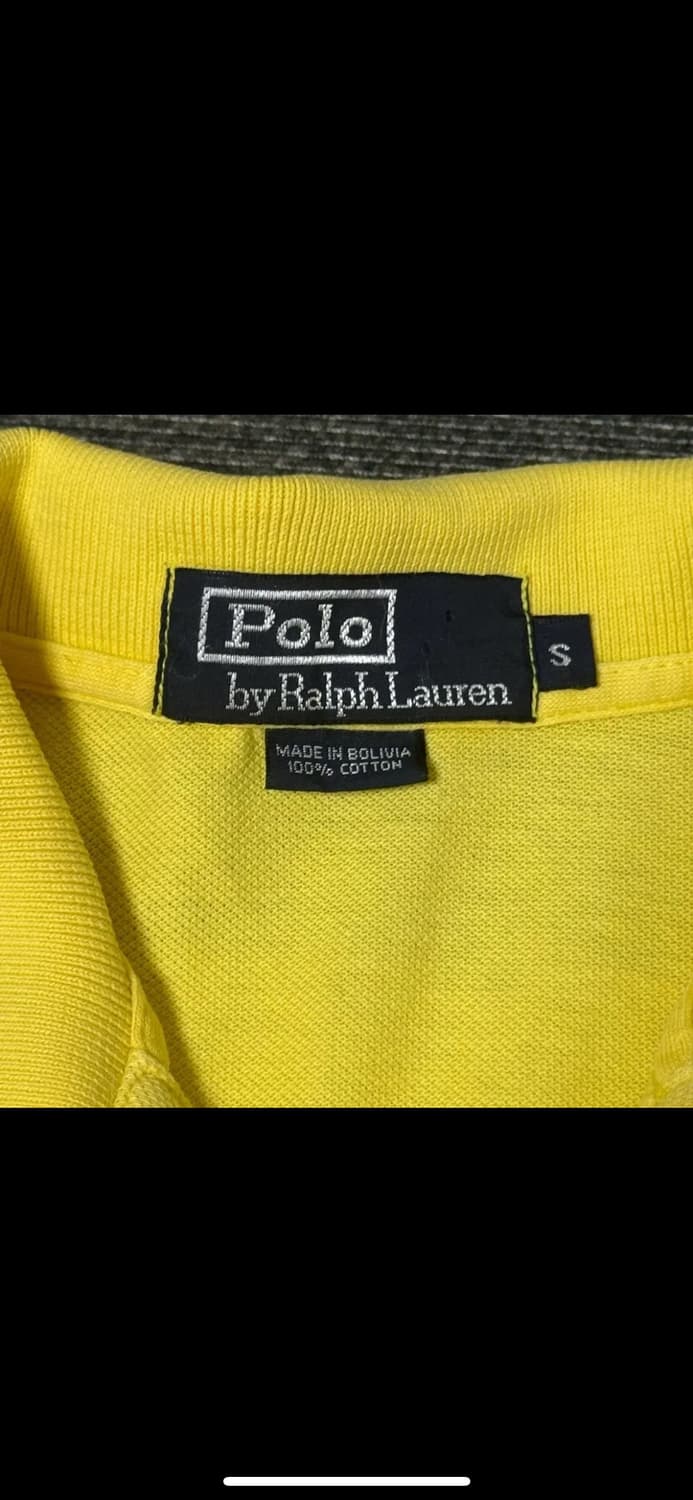 Polo
by Ralph Lauren
S
MADE IN BOLIVIA
100% COTTON